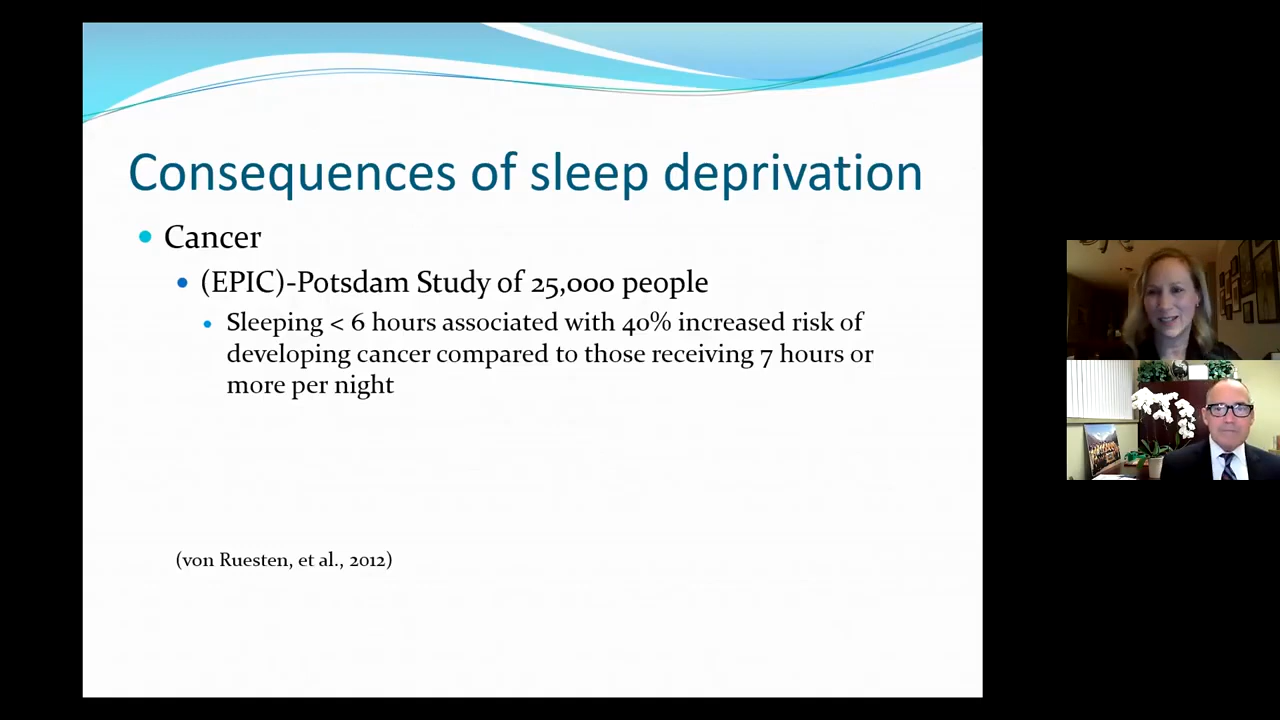 Consequences of sleep deprivation
Cancer
(EPIC)-Potsdam Study of 25,000 people
Sleeping < 6 hours associated with 40% increased risk of
developing cancer compared to those receiving 7 hours or
more per night
(von Ruesten, et al., 2012)